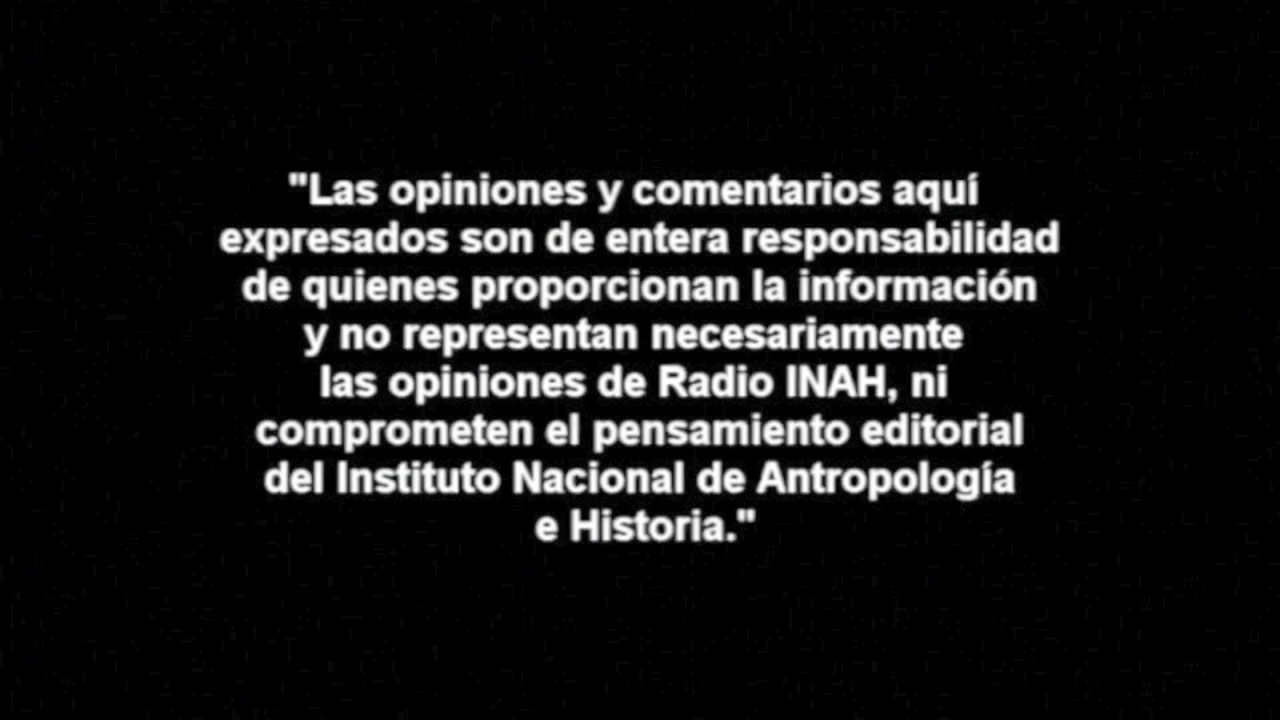 "Las opiniones y comentarios aquí
expresados son de entera responsabilidad
de quienes proporcionan la información
y no representan necesariamente
las opiniones de Radio INAH, ni
comprometen el pensamiento editorial
del Instituto Nacional de Antropología
e Historia."